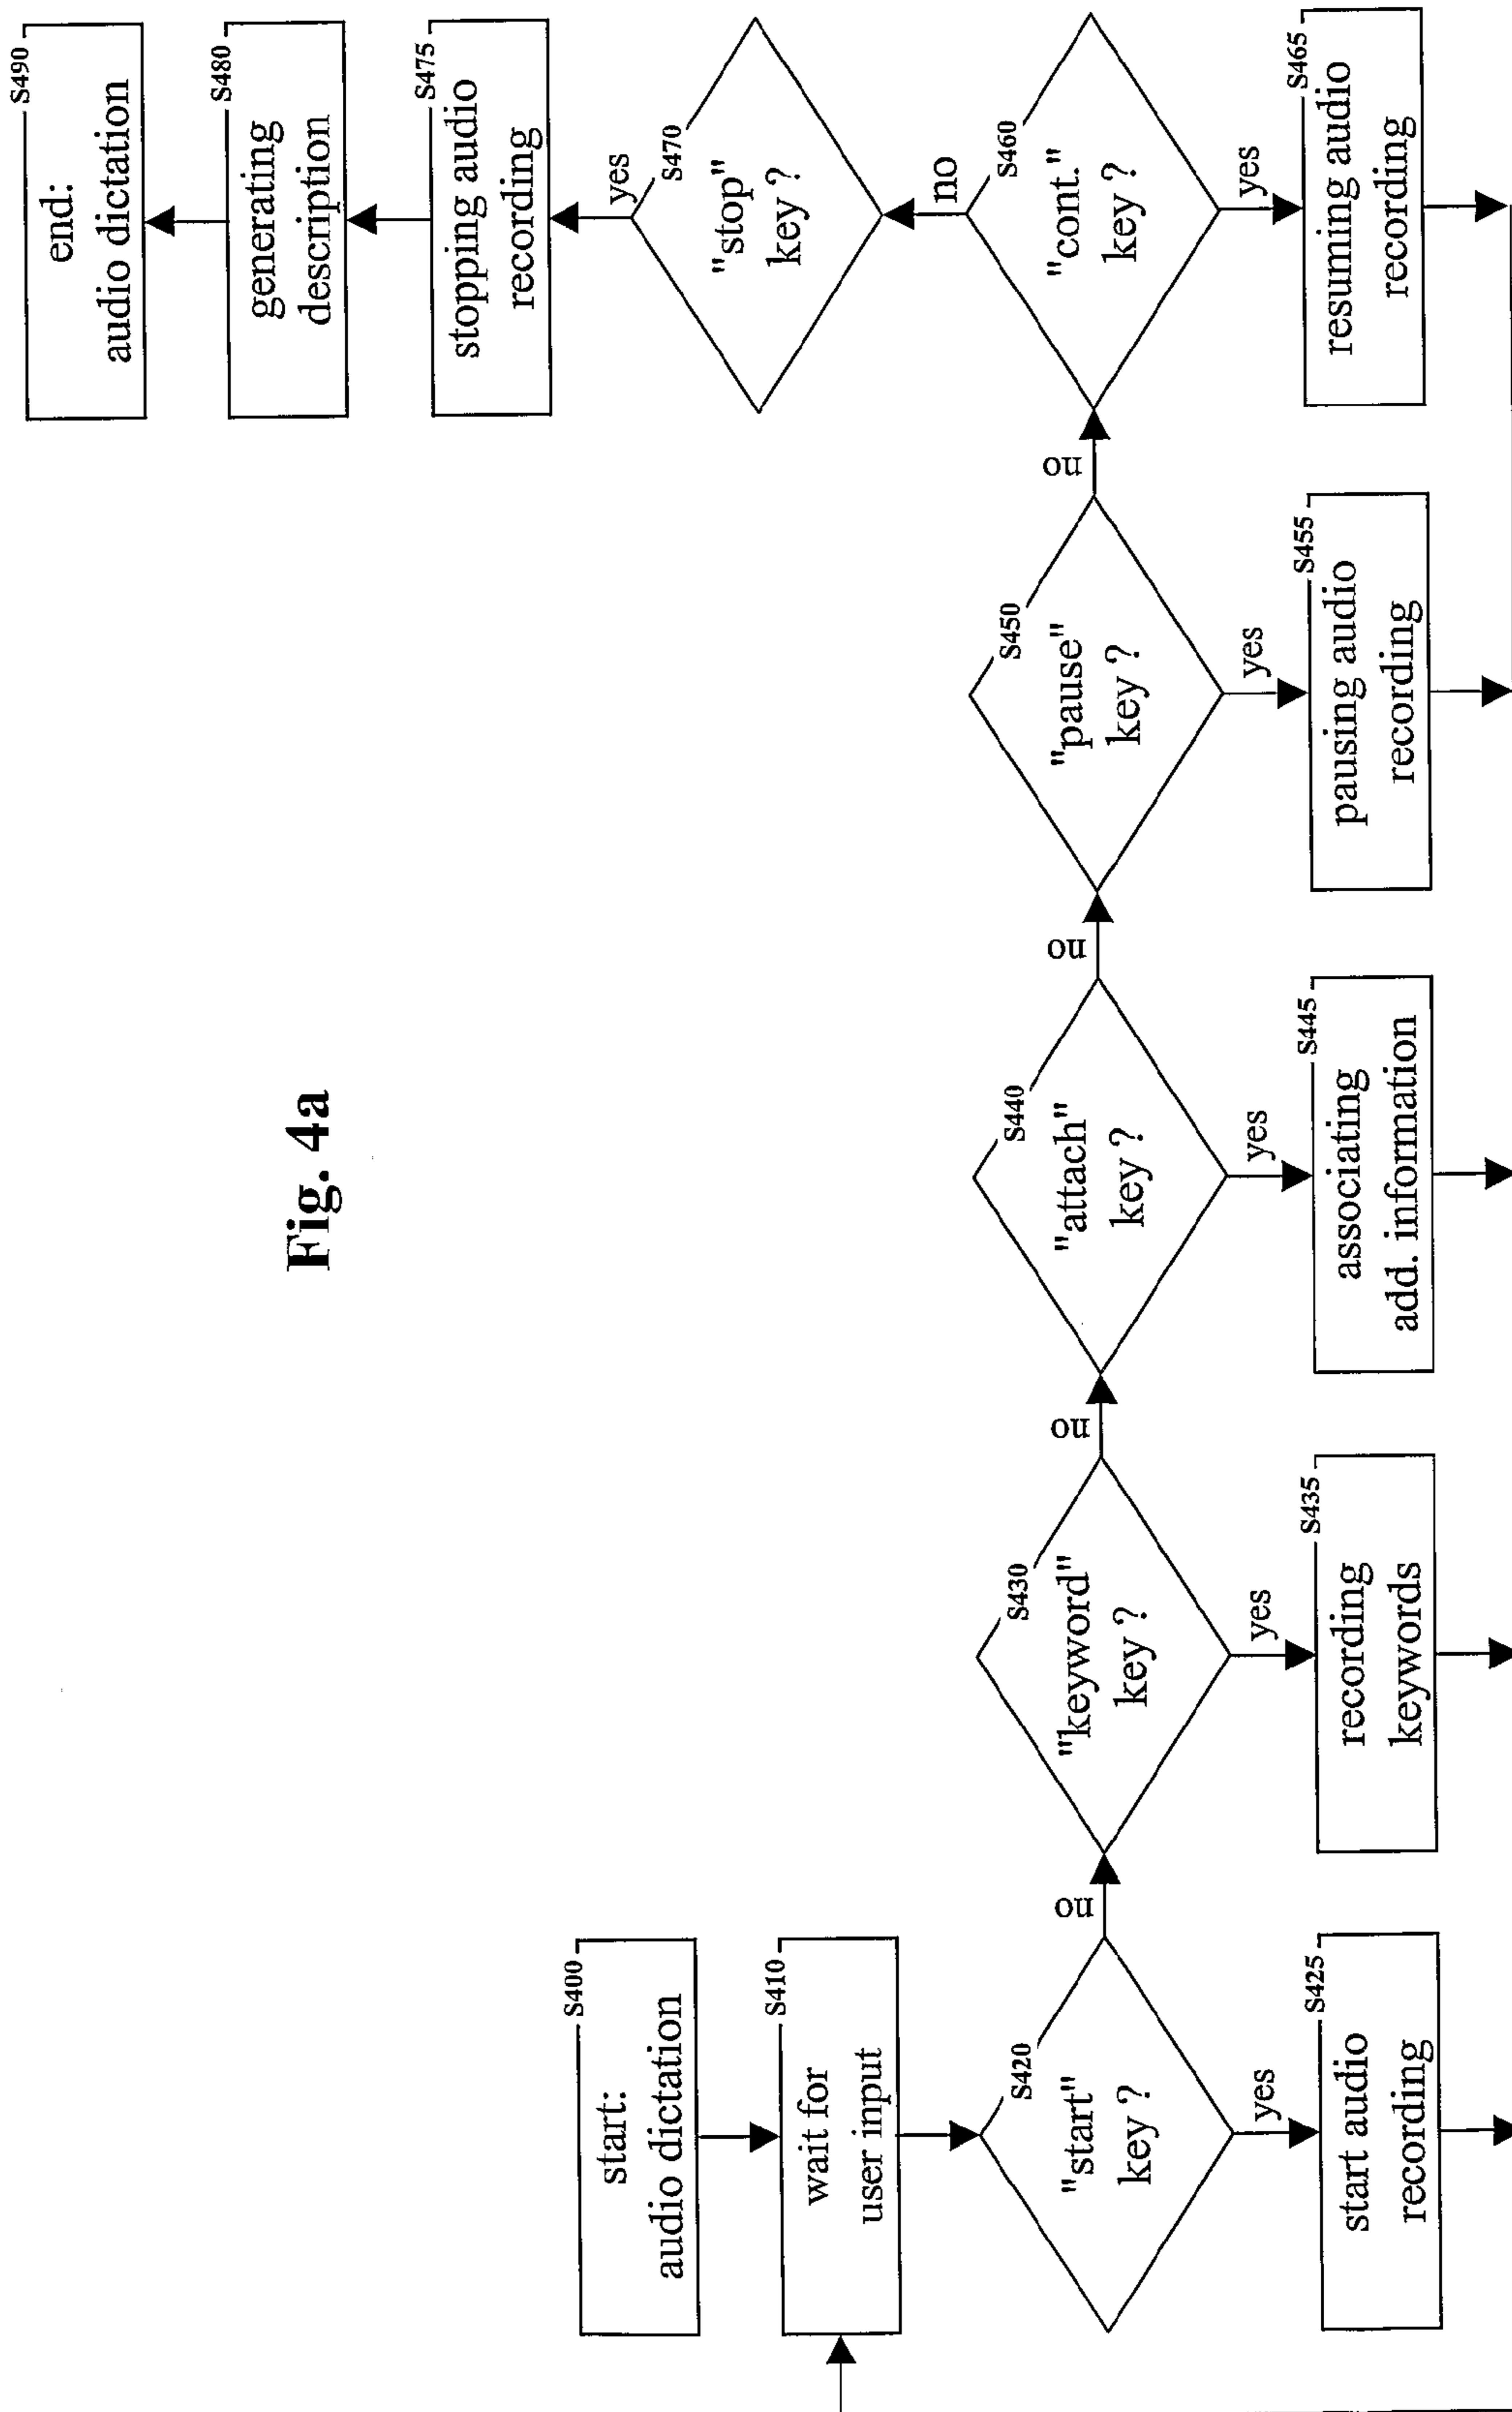 Fig. 4a
S400
start:
audio dictation
S410
wait for
user input
S420
"start"
key ?
yes
no
S425
start audio
recording
S430
"keyword"
key ?
yes
no
S435
recording
keywords
S440
"attach"
key ?
yes
no
S445
associating
add. information
S450
"pause"
key ?
yes
no
S455
pausing audio
recording
S460
"cont."
key ?
yes
no
S465
resuming audio
recording
S470
"stop"
key ?
yes
S475
stopping audio
recording
S480
generating
description
S490
end:
audio dictation